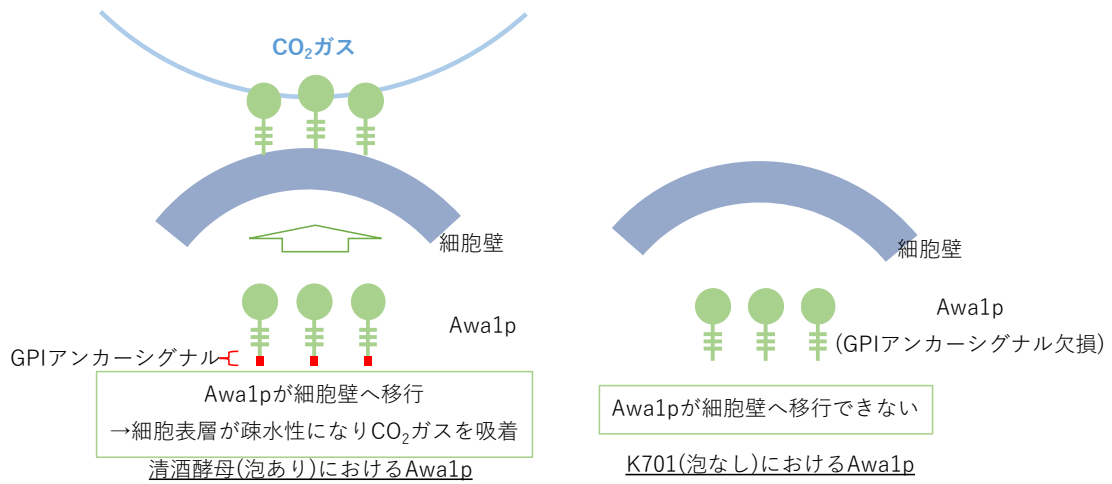 CO₂ガス
細胞壁
Awa1p
GPIアンカーシグナル
Awa1pが細胞壁へ移行
→細胞表層が疎水性になりCO₂ガスを吸着
清酒酵母(泡あり)におけるAwa1p
細胞壁
Awa1p
(GPIアンカーシグナル欠損)
Awa1pが細胞壁へ移行できない
K701(泡なし)におけるAwa1p